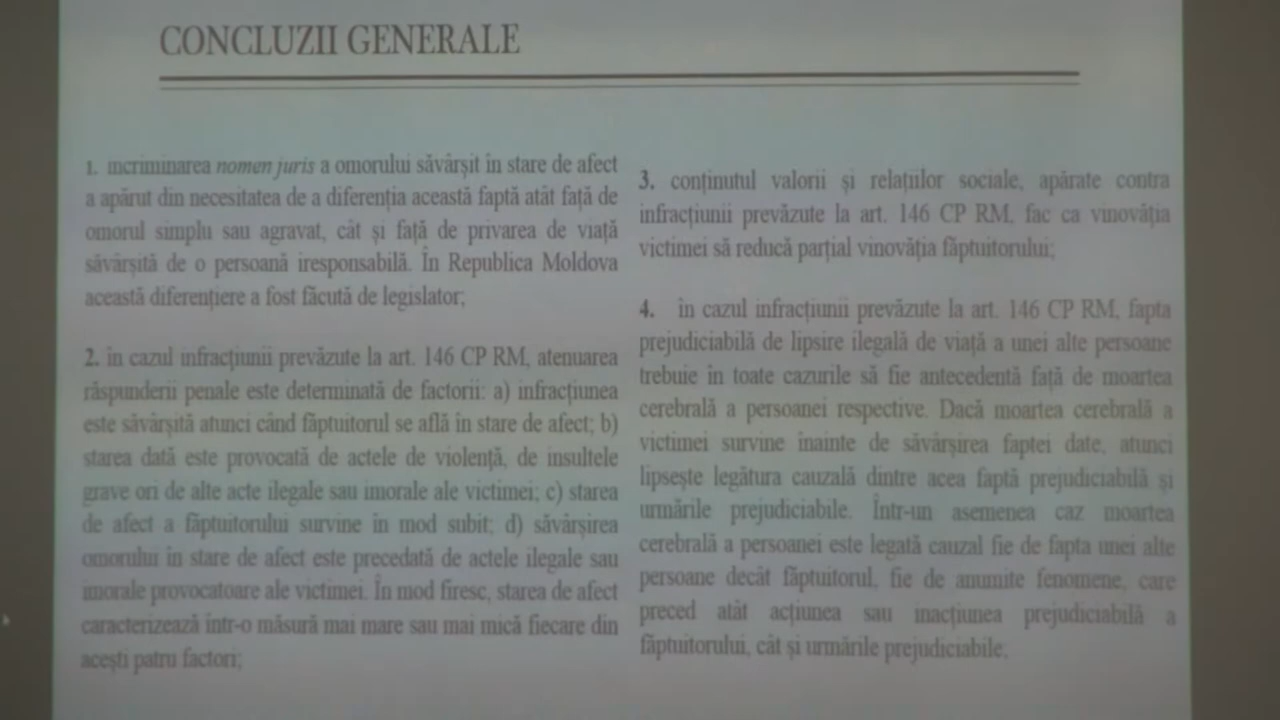 CONCLUZII GENERALE
1. incriminarea nomen juris a omorului săvârșit în stare de afect
a apărut din necesitatea de a diferenția această faptă atât față de
omorul simplu sau agravat, cât și față de privarea de viață
săvârșită de o persoană iresponsabilă. În Republica Moldova
această diferențiere a fost făcută de legislator;
2. în cazul infracțiunii prevăzute la art. 146 CP RM, atenuarea
răspunderii penale este determinată de factorii: a) infracțiunea
este săvârșită atunci când făptuitorul se află în stare de afect; b)
starea dată este provocată de actele de violență, de insultele
grave ori de alte acte ilegale sau imorale ale victimei; c) starea
de afect a făptuitorului survine în mod subit; d) săvârșirea
omorului în stare de afect este precedată de actele ilegale sau
imorale provocatoare ale victimei. În mod firesc, starea de afect
caracterizează într-o măsură mai mare sau mai mică fiecare din
acești patru factori;
3. conținutul valorii și relațiilor sociale, apărate contra
infracțiunii prevăzute la art. 146 CP RM, fac ca vinovăția
victimei să reducă parțial vinovăția făptuitorului;
4. în cazul infracțiunii prevăzute la art. 146 CP RM, fapta
prejudiciabilă de lipsire ilegală de viață a unei alte persoane
trebuie în toate cazurile să fie antecedentă față de moartea
cerebrală a persoanei respective. Dacă moartea cerebrală a
victimei survine înainte de săvârșirea faptei date, atunci
lipsește legătura cauzală dintre acea faptă prejudiciabilă și
urmările prejudiciabile. Într-un asemenea caz moartea
cerebrală a persoanei este legată cauzal fie de fapta unei alte
persoane decât făptuitorul, fie de anumite fenomene, care
preced atât acțiunea sau inacțiunea prejudiciabilă a
făptuitorului, cât și urmările prejudiciabile.